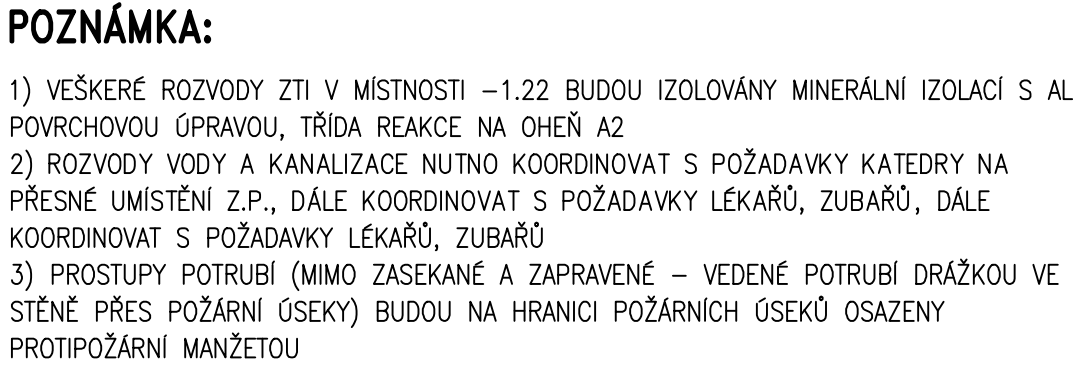 POZNÁMKA:
1) VEŠKERÉ ROZVODY ZTI V MÍSTNOSTI -1.22 BUDOU IZOLOVÁNY MINERÁLNÍ IZOLACÍ S AL
POVRCHOVOU ÚPRAVOU, TŘÍDA REAKCE NA OHEŇ A2
2) ROZVODY VODY A KANALIZACE NUTNO KOORDINOVAT S POŽADAVKY KATEDRY NA
PŘESNÉ UMÍSTĚNÍ Z.P., DÁLE KOORDINOVAT S POŽADAVKY LÉKAŘŮ, ZUBAŘŮ, DÁLE
KOORDINOVAT S POŽADAVKY LÉKAŘŮ, ZUBAŘŮ
3) PROSTUPY POTRUBÍ (MIMO ZASEKANÉ A ZAPRAVENÉ - VEDENÉ POTRUBÍ DRÁŽKOU VE
STĚNĚ PŘES POŽÁRNÍ ÚSEKY) BUDOU NA HRANICI POŽÁRNÍCH ÚSEKŮ OSAZENY
PROTIPOŽÁRNÍ MANŽETOU